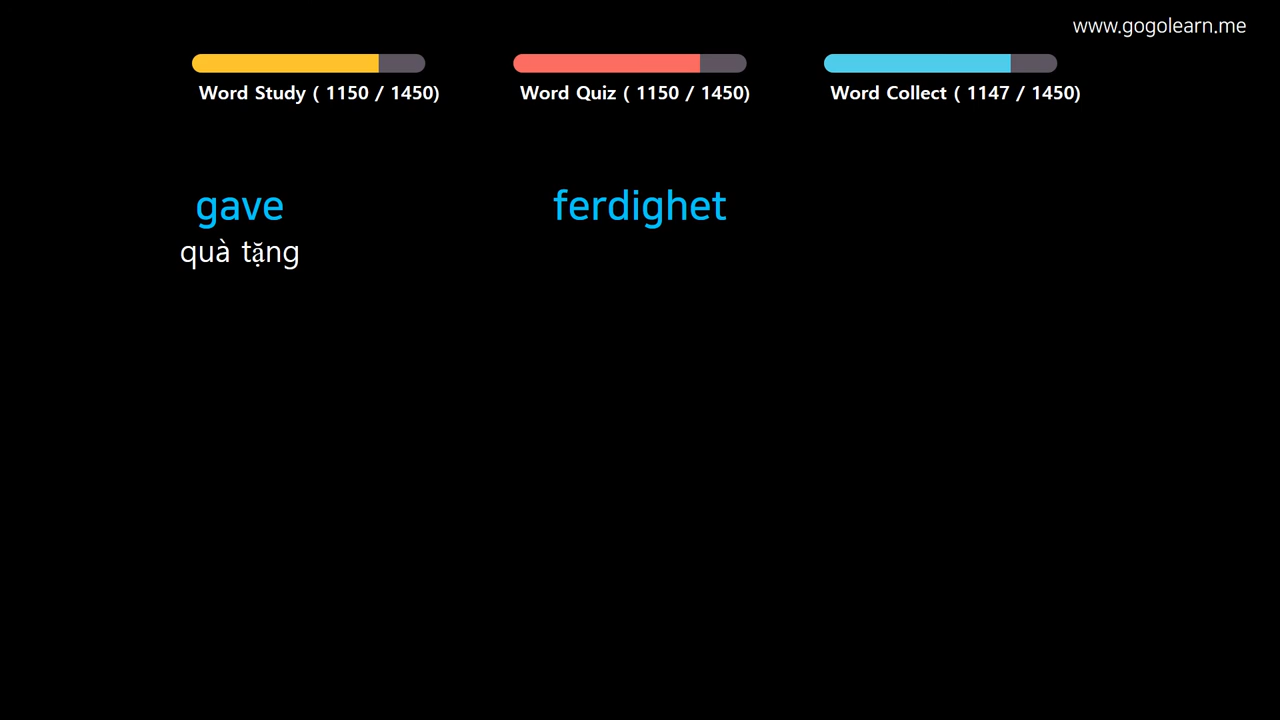 www.gogolearn.me
Word Study ( 1150 / 1450)
Word Quiz ( 1150 / 1450)
Word Collect ( 1147 / 1450)
gave
quà tặng
ferdighet